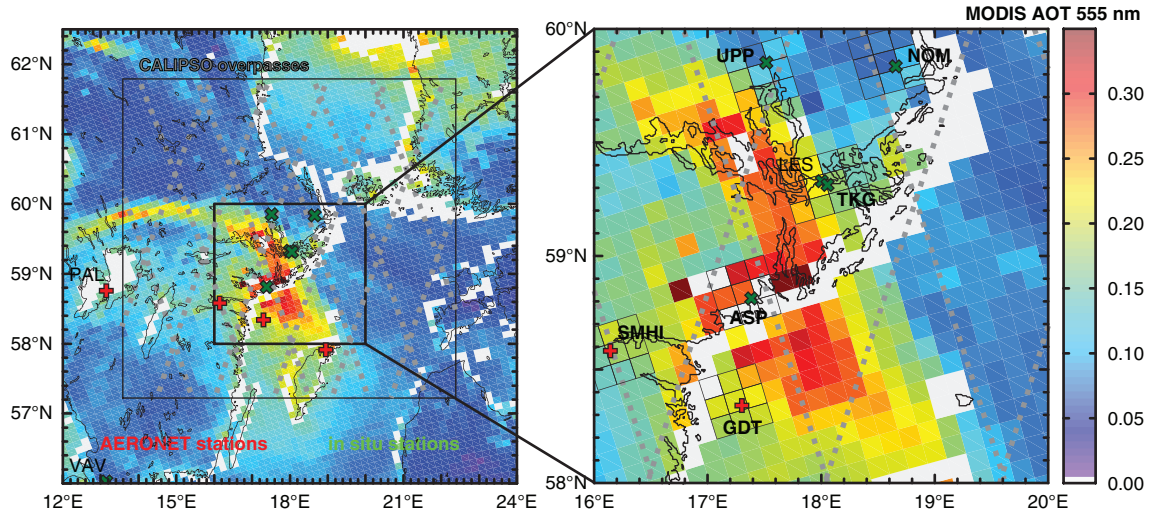 MODIS AOT 555 nm
62°N
61°N
60°N
59°N
58°N
57°N
CALIPSO overpasses
PAL
AERONET stations
In situ stations
VAV
12°E
15°E
18°E
21°E
24°E
60°N
59°N
58°N
UPP
NOM
LES
TKG
ASP
SMHI
GDT
16°E
17°E
18°E
19°E
20°E
0.30
0.25
0.20
0.15
0.10
0.05
0.00